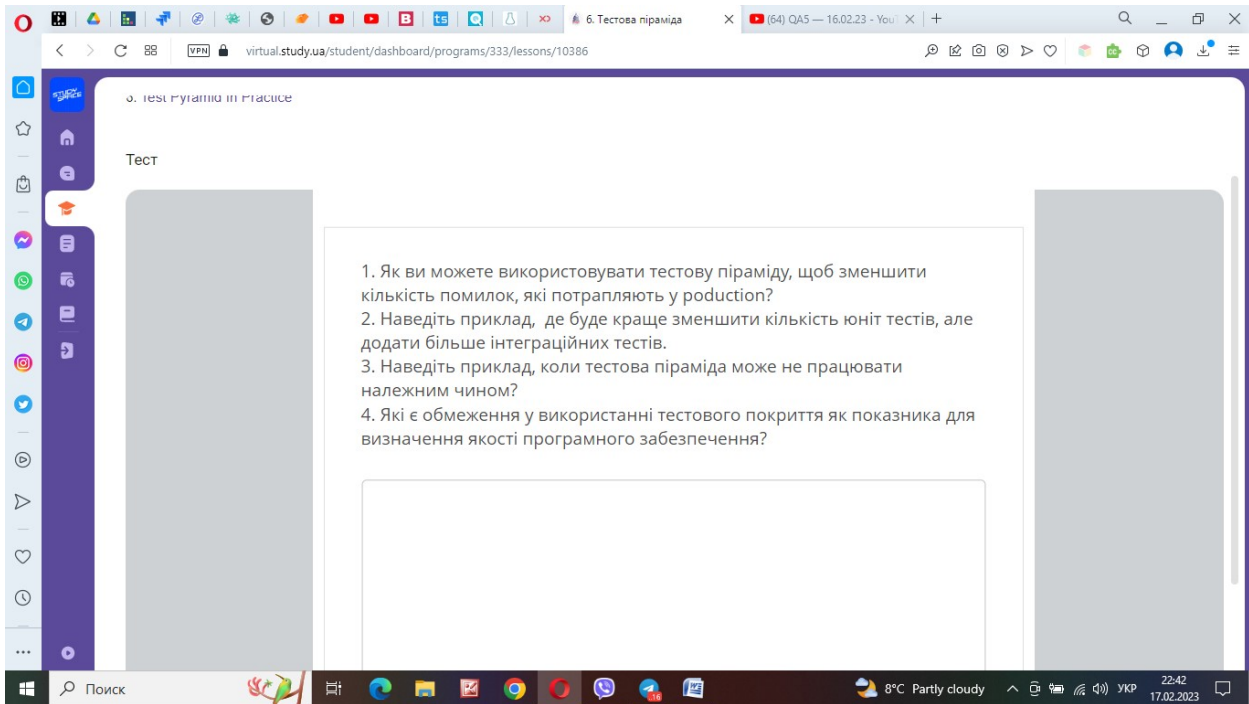 B
ts
6. Тестова піраміда
(64) QA5 — 16.02.23 - You
VPN
virtual.study.ua/student/dashboard/programs/333/lessons/10386
3. Test Pyramid in Practice
Тест
1. Як ви можете використовувати тестову піраміду, щоб зменшити
кількість помилок, які потрапляють у poduction?
2. Наведіть приклад, де буде краще зменшити кількість юніт тестів, але
додати більше інтеграційних тестів.
3. Наведіть приклад, коли тестова піраміда може не працювати
належним чином?
4. Які є обмеження у використанні тестового покриття як показника для
визначення якості програмного забезпечення?
Поиск
8°C Partly cloudy
УКР
22:42
17.02.2023